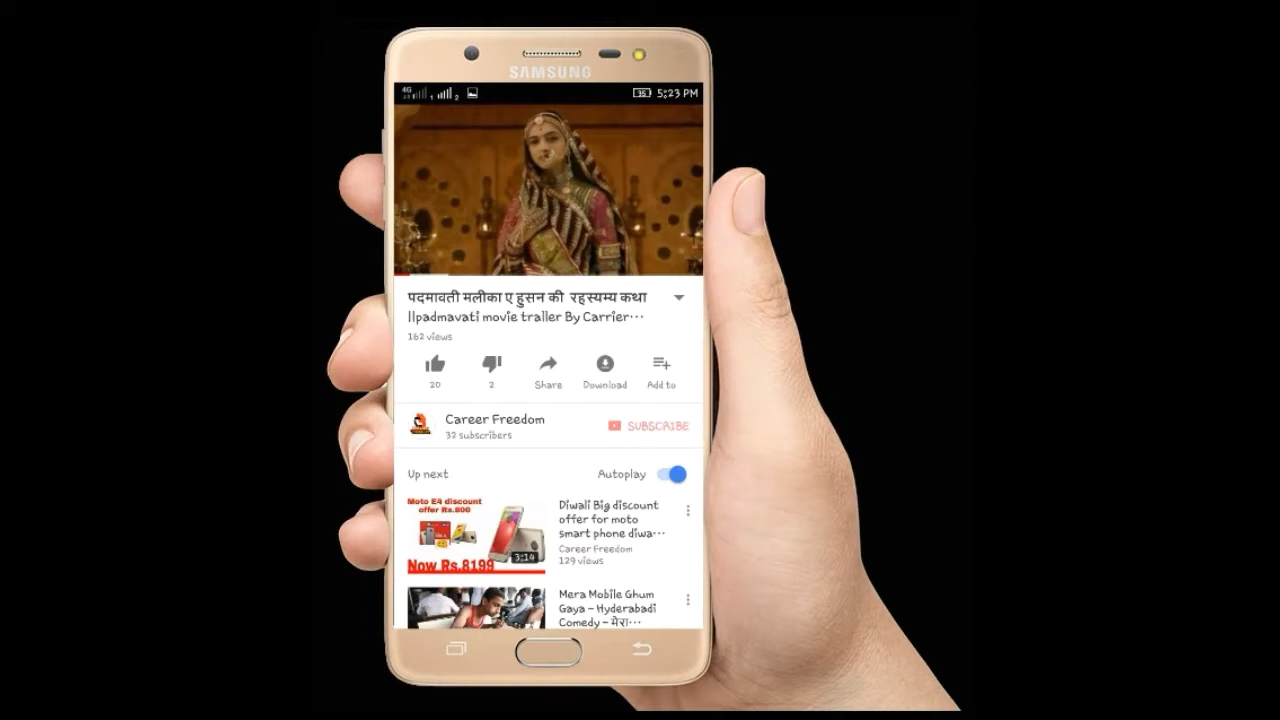 SAMSUNG
4G 1 2 35 5:23 PM
पदमावती मलीका ए हुसन की रहस्यम्य कथा
llpadmavati movie traller By Carrier···
162 views
20 2 Share Download Add to
Career Freedom
32 subscribers
SUBSCRIBE
Up next Autoplay
Moto E4 discount
offer Rs.800
Now Rs.8199
3:14
Diwali Big discount
offer for moto
smart phone diwa···
Career Freedom
129 views
Mera Mobile Ghum
Gaya – Hyderabadi
Comedy – मेरा···